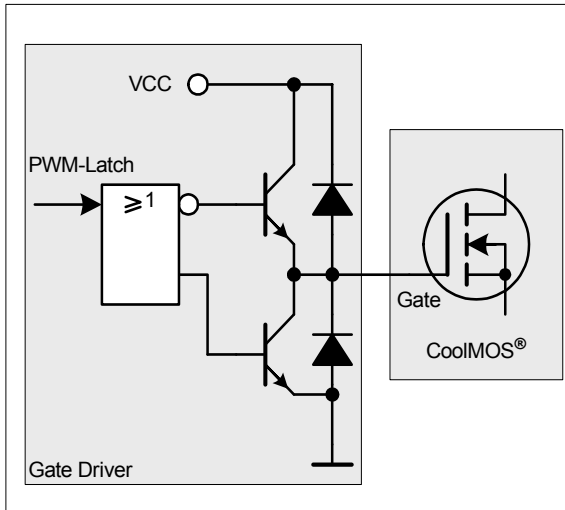 VCC
PWM-Latch
≥1
Gate
CoolMOS®
Gate Driver